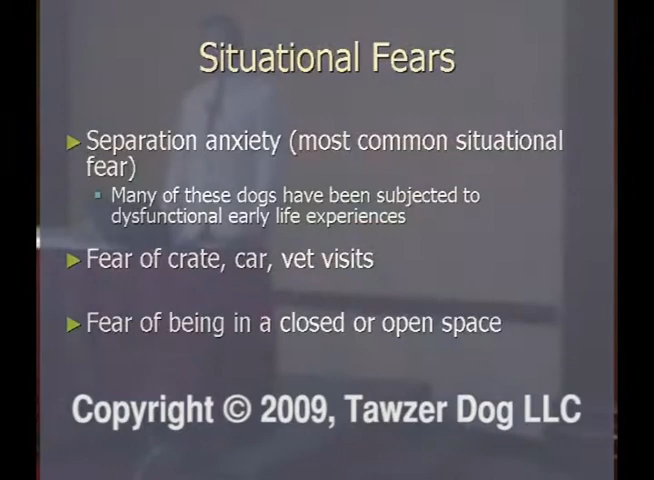 Situational Fears
Separation anxiety (most common situational
fear)
Many of these dogs have been subjected to
dysfunctional early life experiences
Fear of crate, car, vet visits
Fear of being in a closed or open space
Copyright © 2009, Tawzer Dog LLC